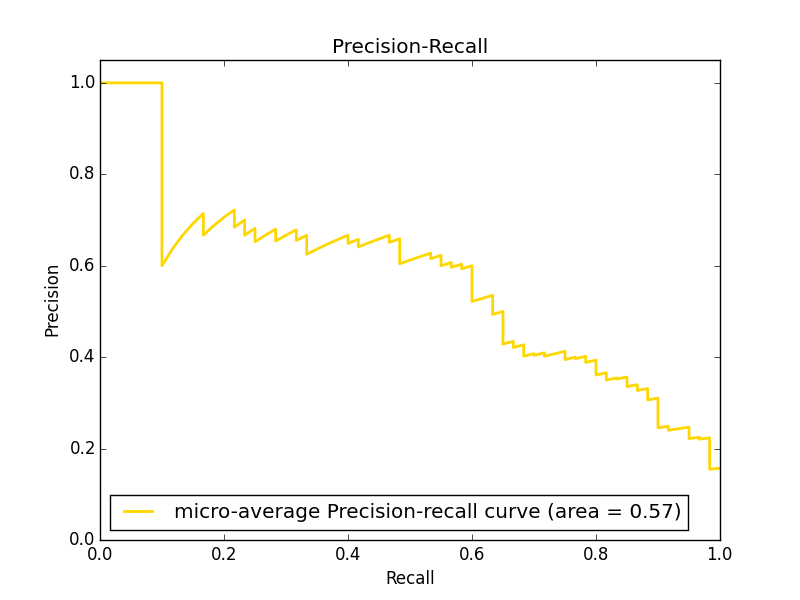 Precision-Recall
1.0
0.8
0.6
0.4
0.2
0.0
Precision
micro-average Precision-recall curve (area = 0.57)
0.0 0.2 0.4 0.6 0.8 1.0
Recall